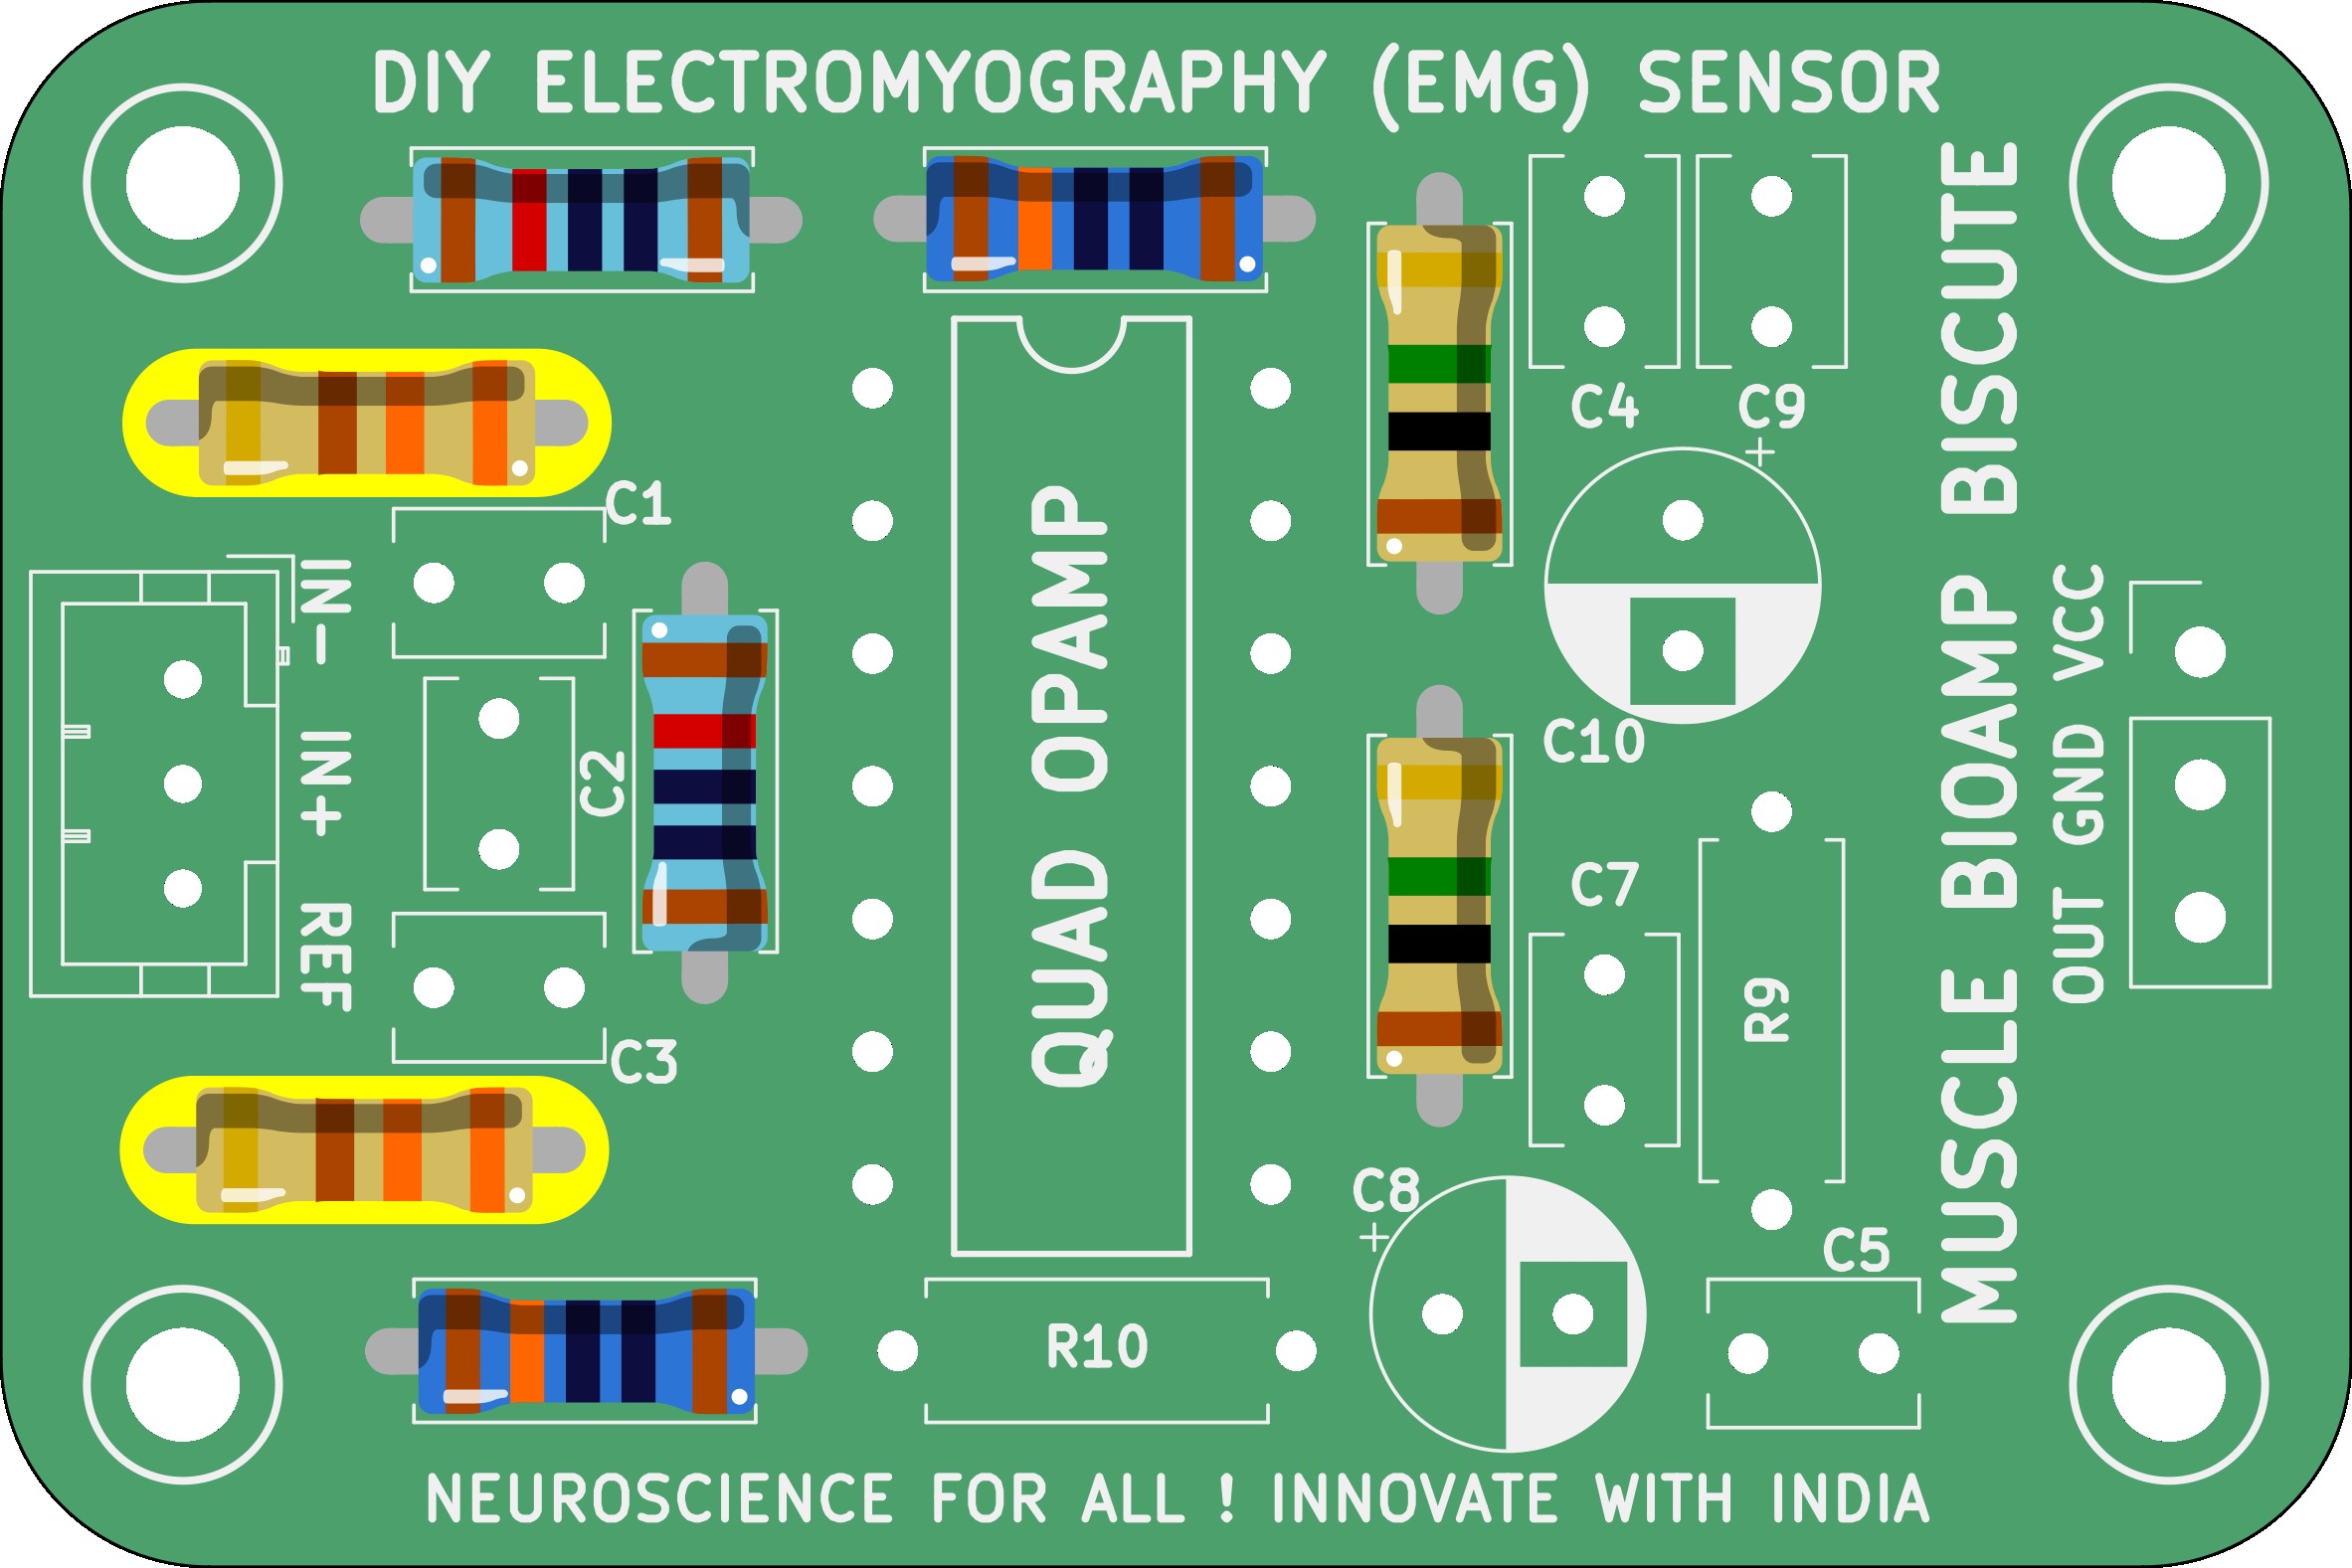 DIY ELECTROMYOGRAPHY (EMG) SENSOR
C4
C9
C1
IN-
IN+
REF
C2
C3
QUAD OPAMP
C10
C7
R9
C8
C5
R10
MUSCLE BIOAMP BISCUTE
OUT GND VCC
NEUROSCIENCE FOR ALL ! INNOVATE WITH INDIA